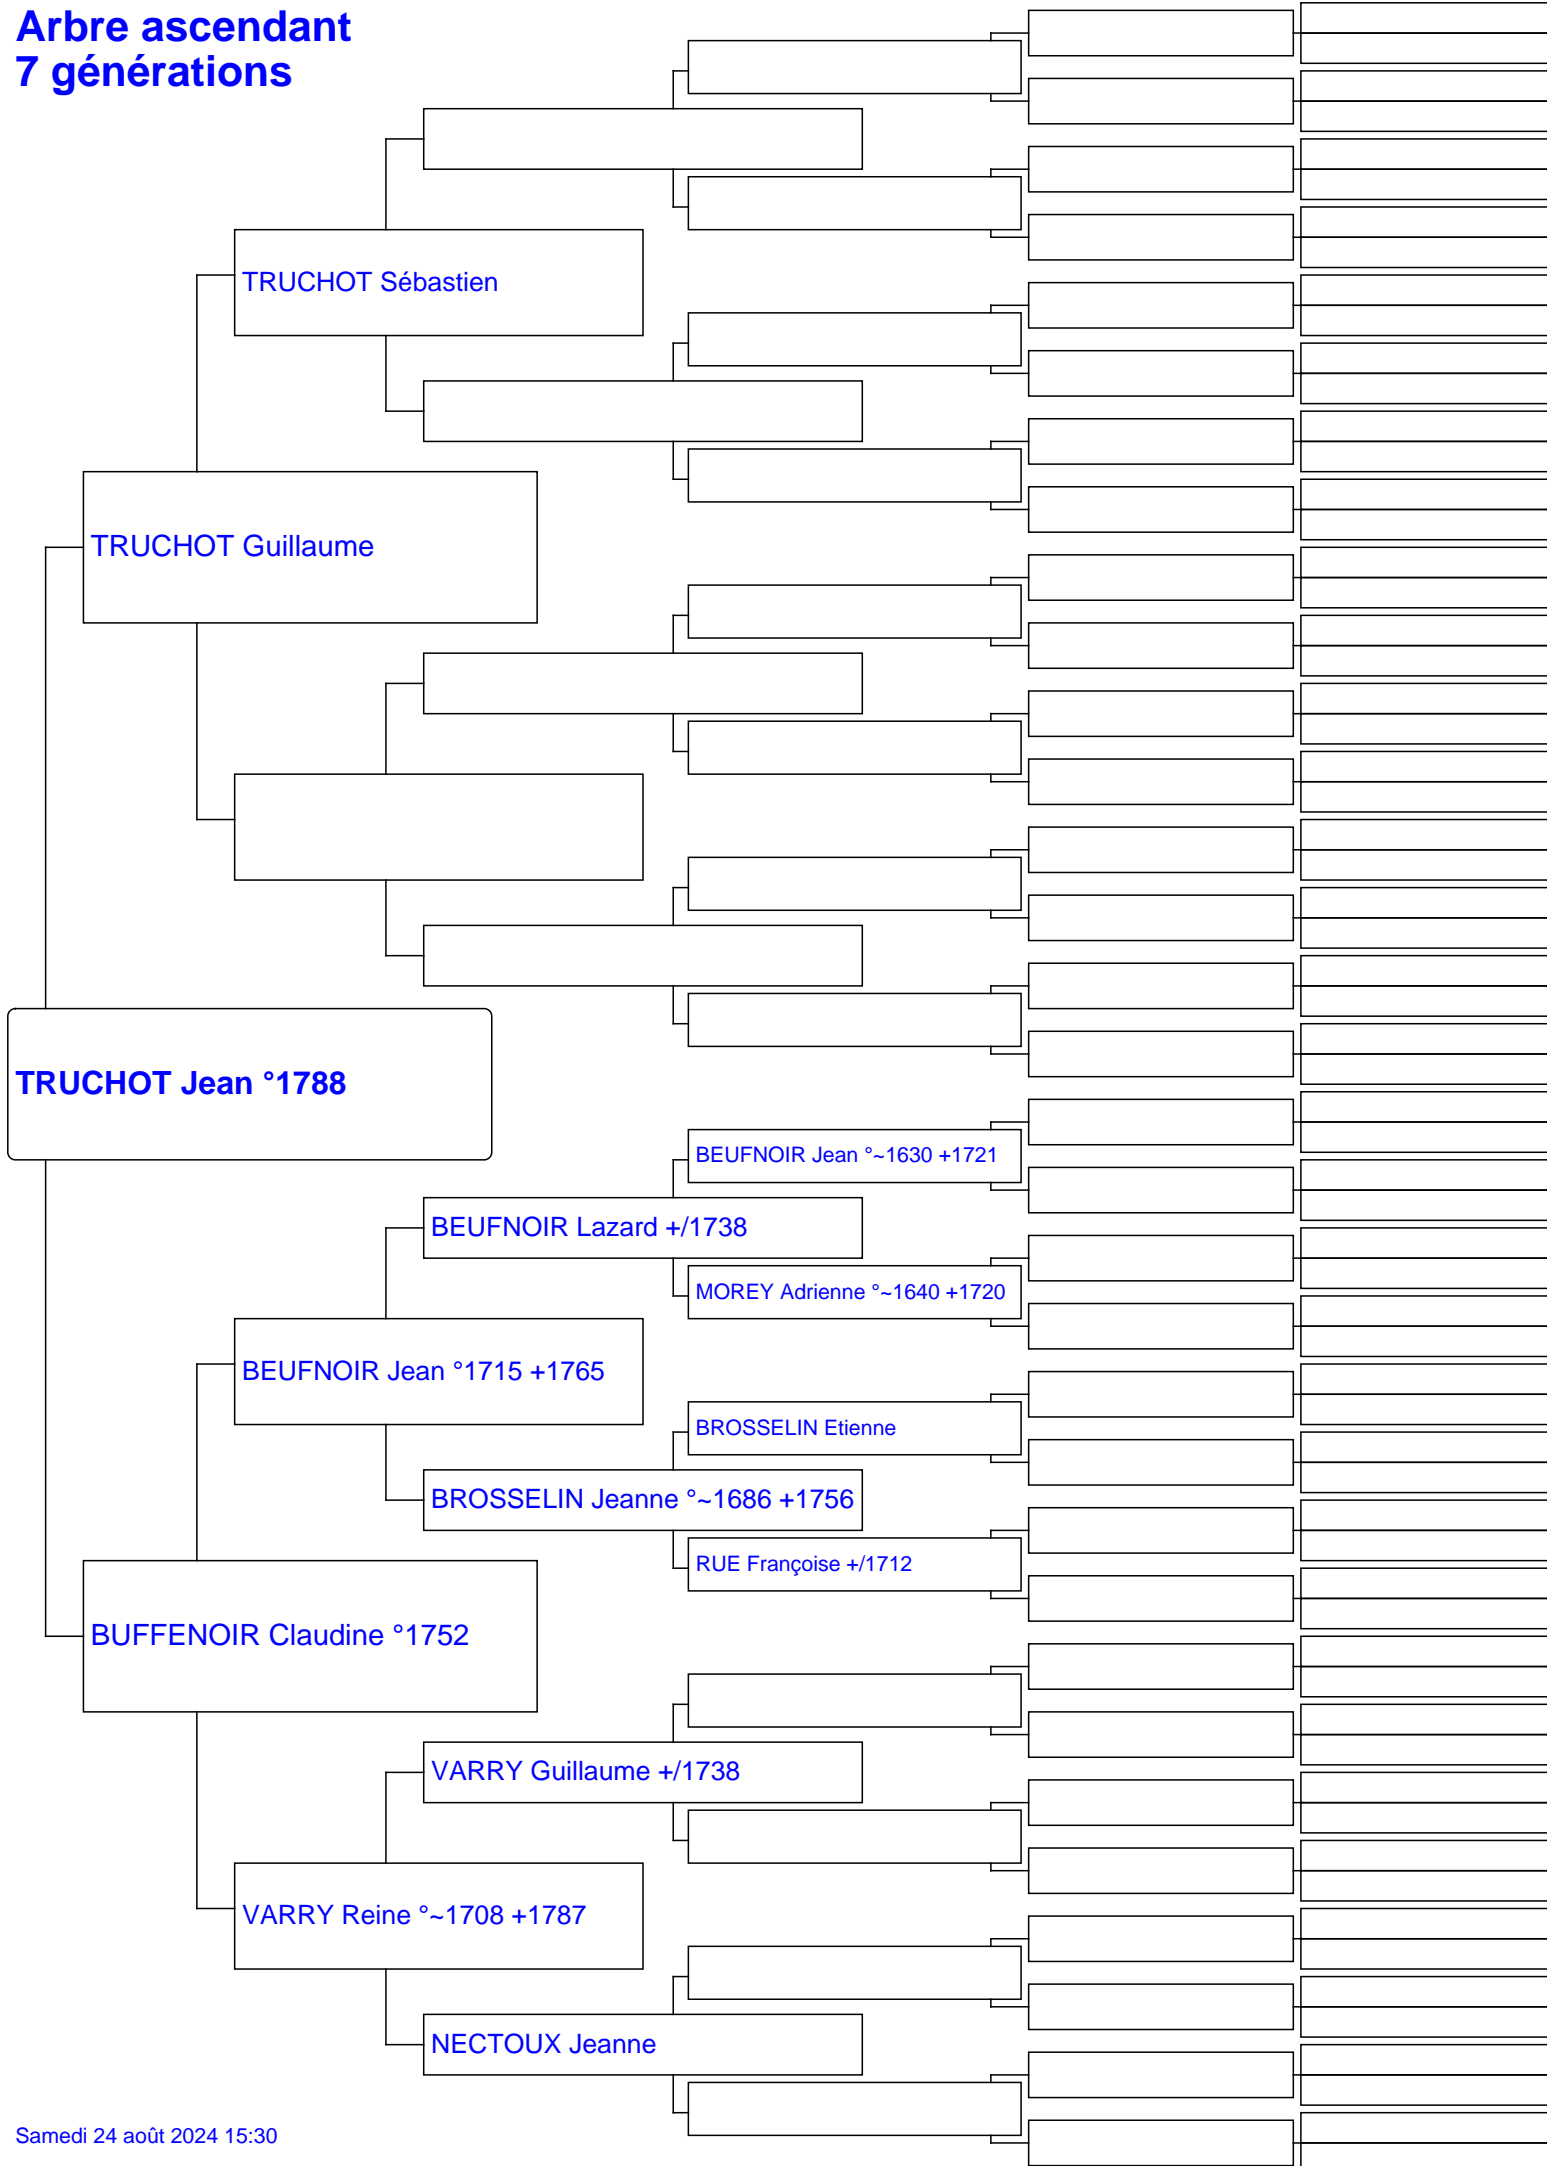 Arbre ascendant
7 générations
TRUCHOT Sébastien
TRUCHOT Guillaume
TRUCHOT Jean °1788
BEUFNOIR Jean °~1630 +1721
BEUFNOIR Lazard +/1738
MOREY Adrienne °~1640 +1720
BEUFNOIR Jean °1715 +1765
BROSSELIN Etienne
BROSSELIN Jeanne °~1686 +1756
RUE Françoise +/1712
BUFFENOIR Claudine °1752
VARRY Guillaume +/1738
VARRY Reine °~1708 +1787
NECTOUX Jeanne
Samedi 24 août 2024 15:30